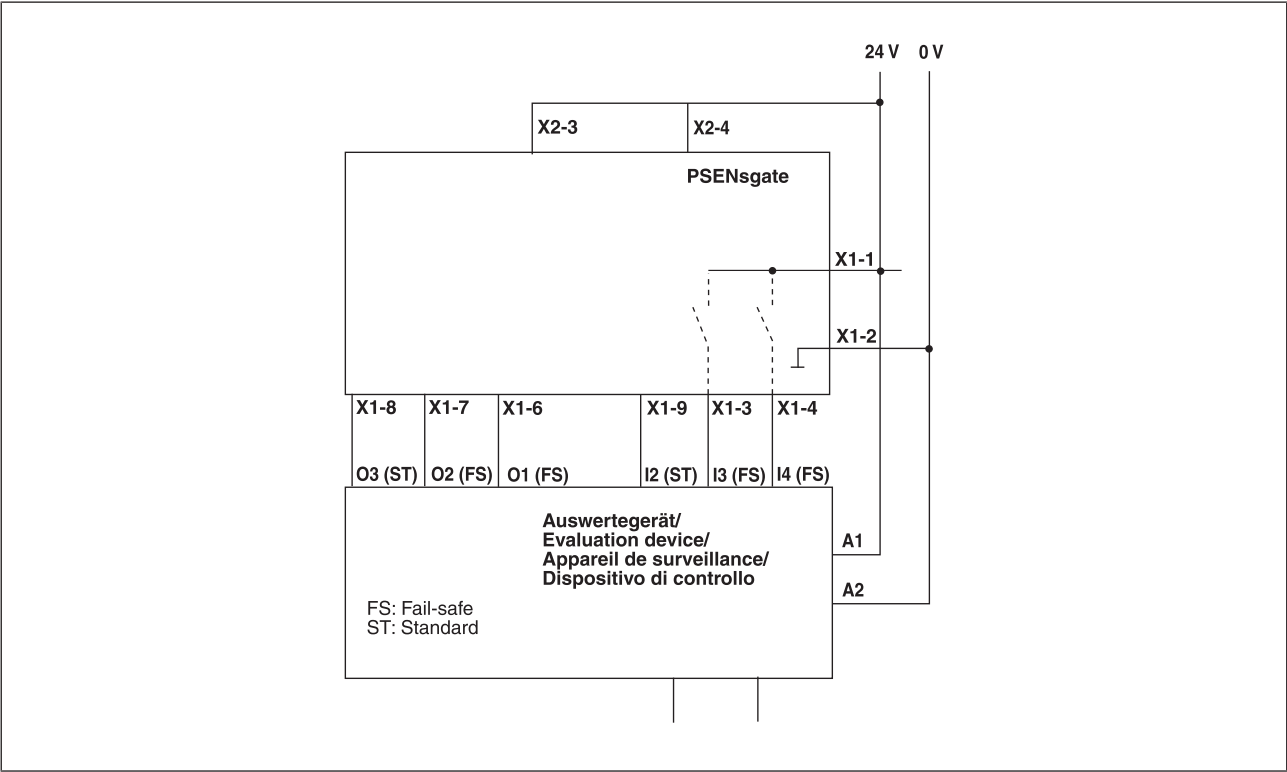 24 V 0 V
X2-3 X2-4
PSENsgate
X1-1
X1-2
X1-8 X1-7 X1-6 X1-9 X1-3 X1-4
O3 (ST) O2 (FS) O1 (FS) I2 (ST) I3 (FS) I4 (FS)
Auswertegerät/
Evaluation device/
Appareil de surveillance/
Dispositivo di controllo
A1
A2
FS: Fail-safe
ST: Standard